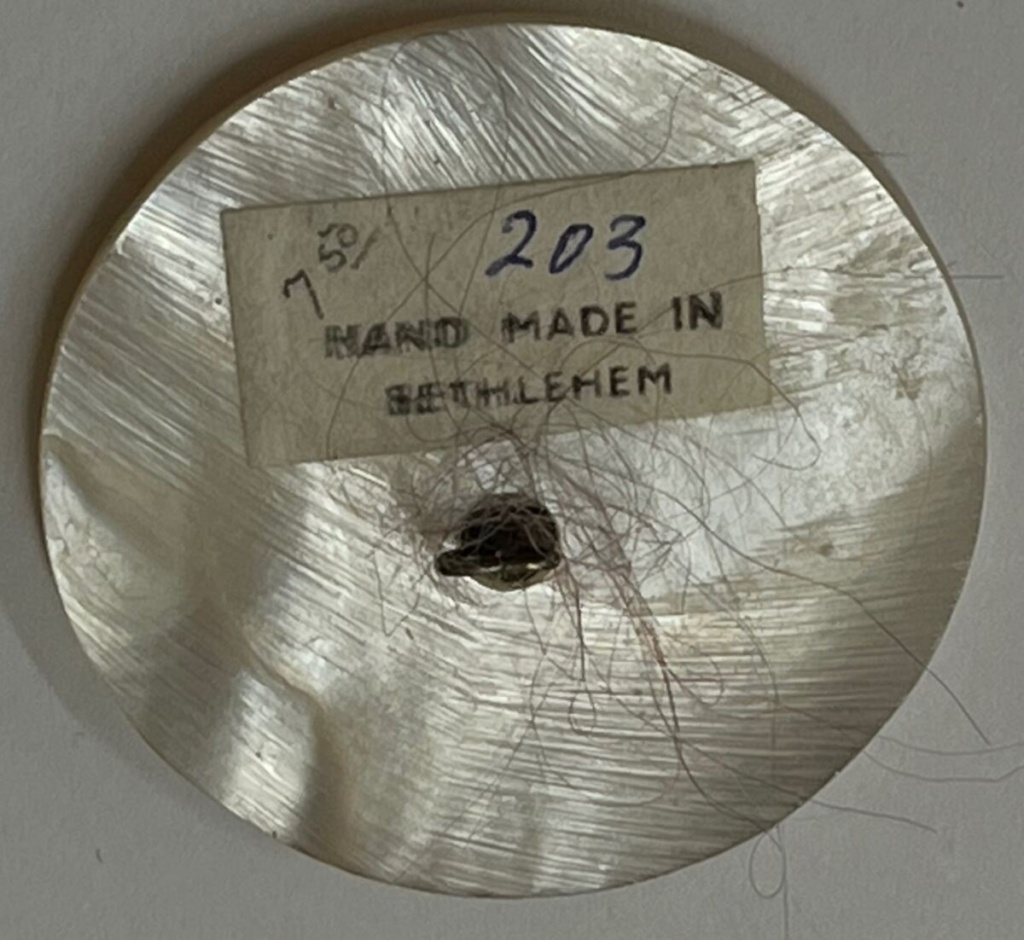 7 50/ 203
HAND MADE IN
BETHLEHEM